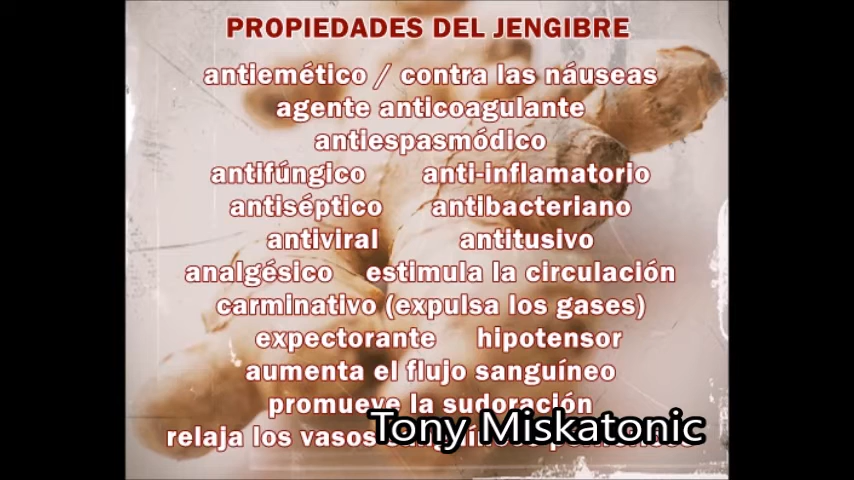 PROPIEDADES DEL JENGIBRE
antiemético / contra las náuseas
agente anticoagulante
antiespasmódico
antifúngico anti-inflamatorio
antiséptico antibacteriano
antiviral antitusivo
analgésico estimula la circulación
carminativo (expulsa los gases)
expectorante hipotensor
aumenta el flujo sanguíneo
promueve la sudoración
relaja los vasos
Tony Miskatonic